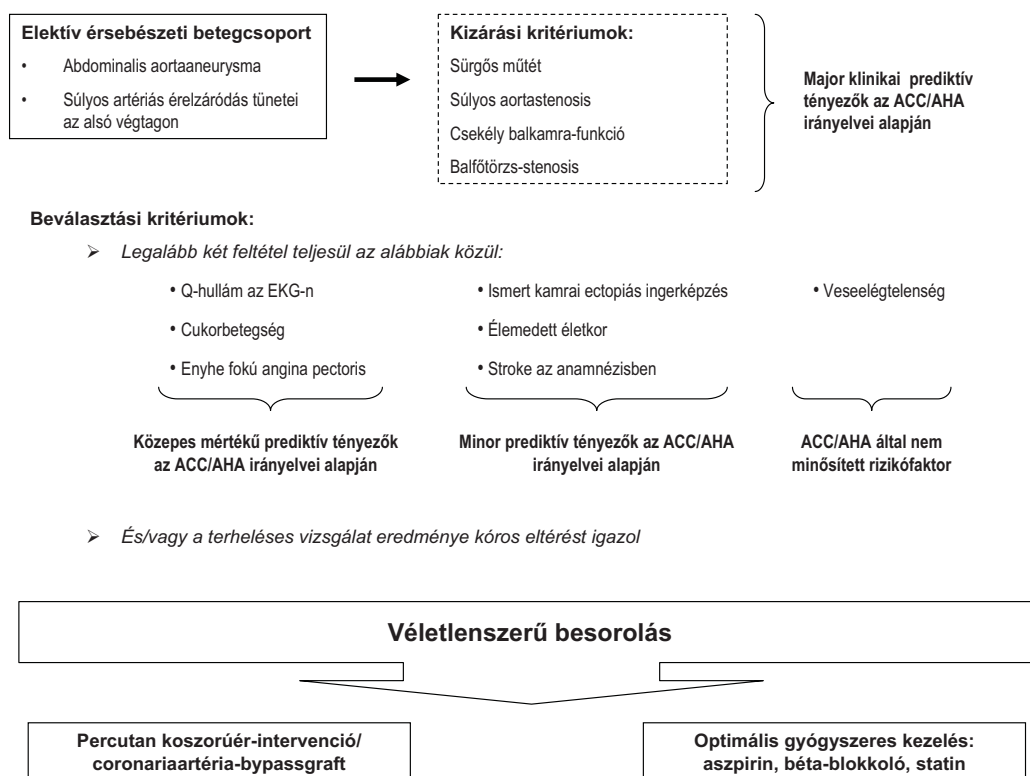 Elektív érsebészeti betegcsoport
• Abdominalis aortaaneurysma
• Súlyos artériás érelzáródás tünetei
az alsó végtagon
Kizárási kritériumok:
Sürgős műtét
Súlyos aortastenosis
Csekély balkamra-funkció
Balfőtörzs-stenosis
Major klinikai prediktív
tényezők az ACC/AHA
irányelvei alapján
Beválasztási kritériumok:
➢ Legalább két feltétel teljesül az alábbiak közül:
• Q-hullám az EKG-n
• Cukorbetegség
• Enyhe fokú angina pectoris
Közepes mértékű prediktív tényezők
az ACC/AHA irányelvei alapján
• Ismert kamrai ectopiás ingerképzés
• Élemedett életkor
• Stroke az anamnézisben
Minor prediktív tényezők az ACC/AHA
irányelvei alapján
• Veseelégtelenség
ACC/AHA által nem
minősített rizikófaktor
➢ És/vagy a terheléses vizsgálat eredménye kóros eltérést igazol
Véletlenszerű besorolás
Percutan koszorúér-intervenció/
coronariaartéria-bypassgraft
Optimális gyógyszeres kezelés:
aszpirin, béta-blokkoló, statin